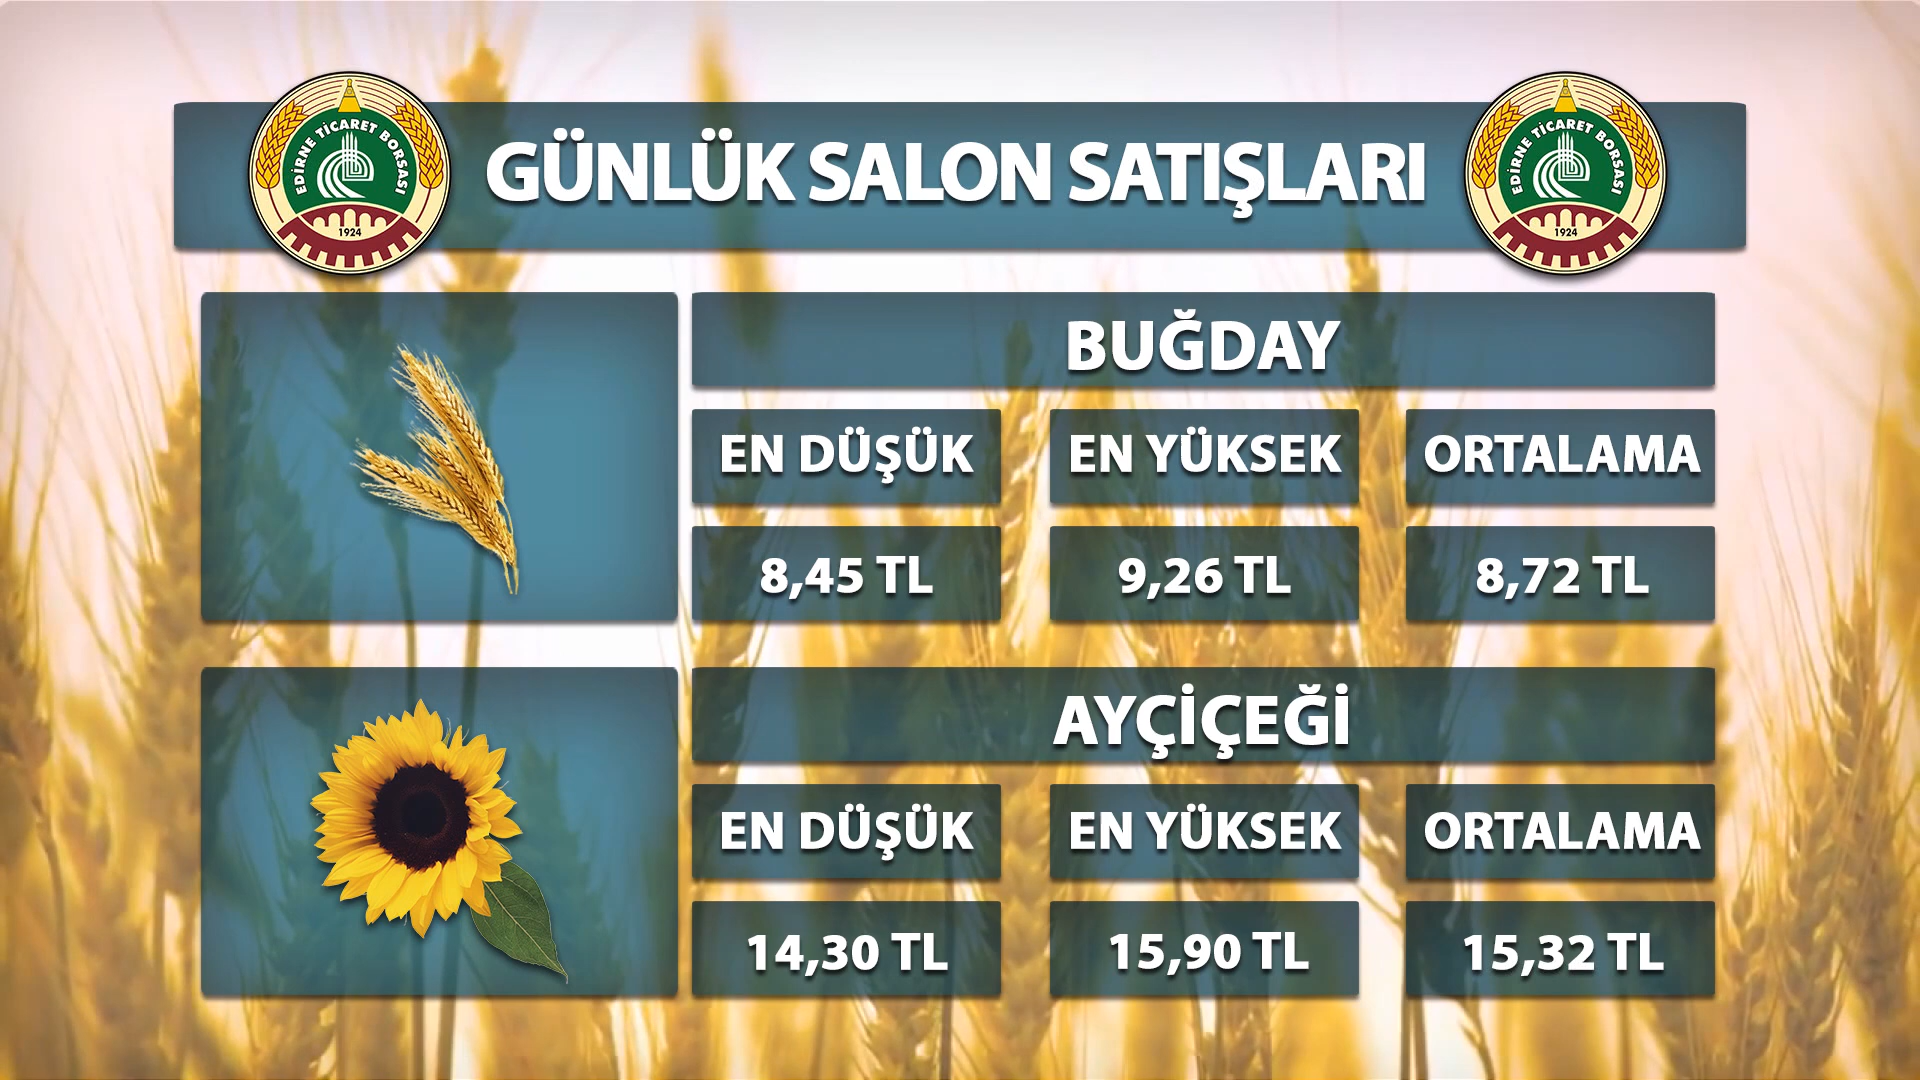 EDİRNE TİCARET BORSASI
1924
GÜNLÜK SALON SATIŞLARI
EDİRNE TİCARET BORSASI
1924
BUĞDAY
EN DÜŞÜK EN YÜKSEK ORTALAMA
8,45 TL 9,26 TL 8,72 TL
AYÇİÇEĞİ
EN DÜŞÜK EN YÜKSEK ORTALAMA
14,30 TL 15,90 TL 15,32 TL